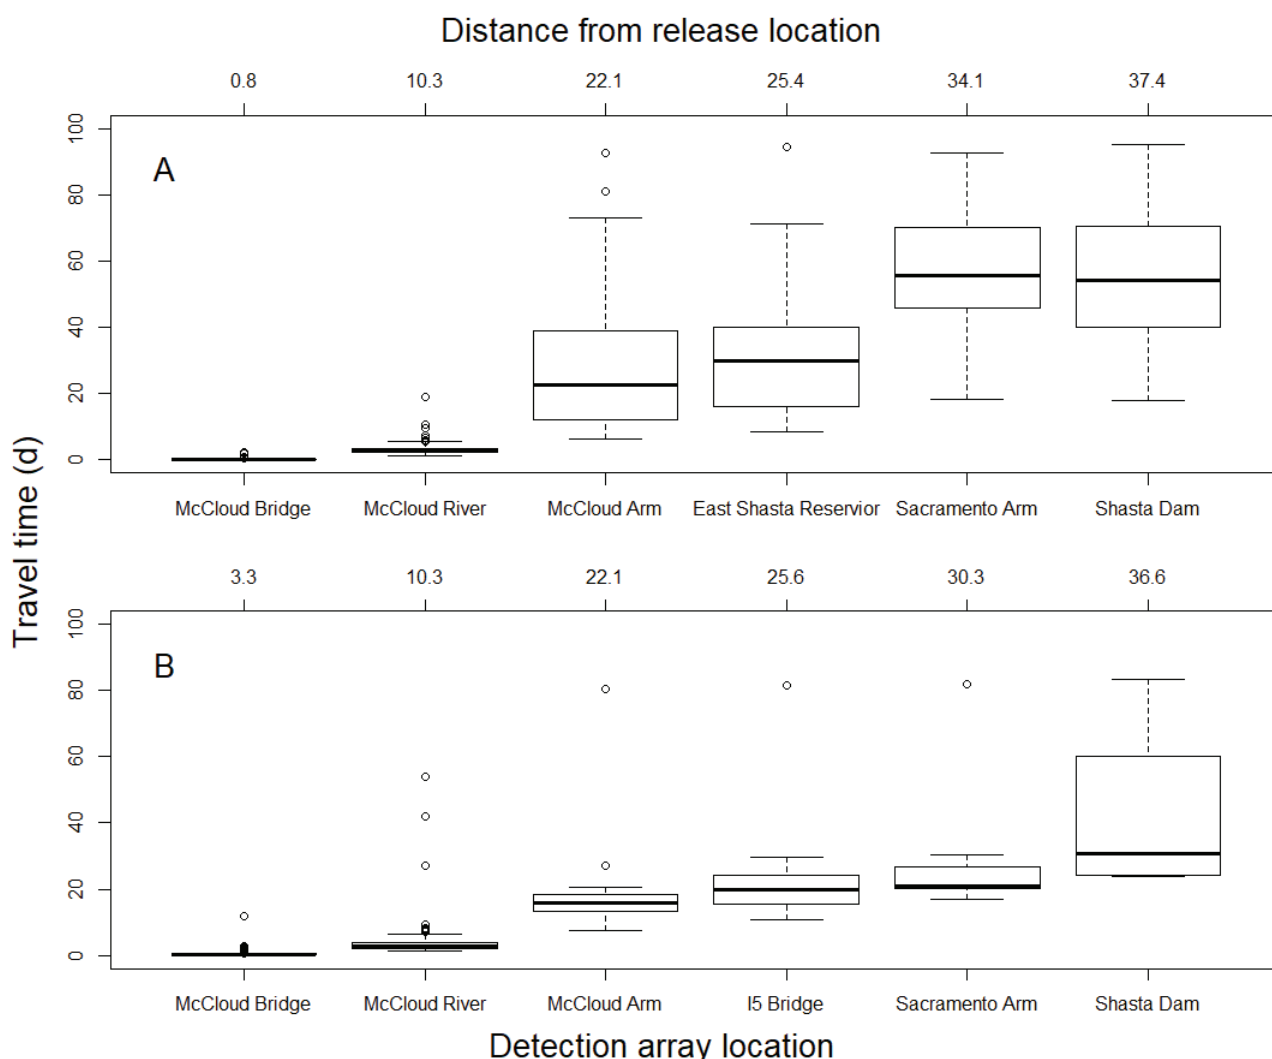 Distance from release location
0.8 10.3 22.1 25.4 34.1 37.4
100
80
60
40
20
0
A
McCloud Bridge McCloud River McCloud Arm East Shasta Reservior Sacramento Arm Shasta Dam
Travel time (d)
3.3 10.3 22.1 25.6 30.3 36.6
100
80
60
40
20
0
B
McCloud Bridge McCloud River McCloud Arm I5 Bridge Sacramento Arm Shasta Dam
Detection array location